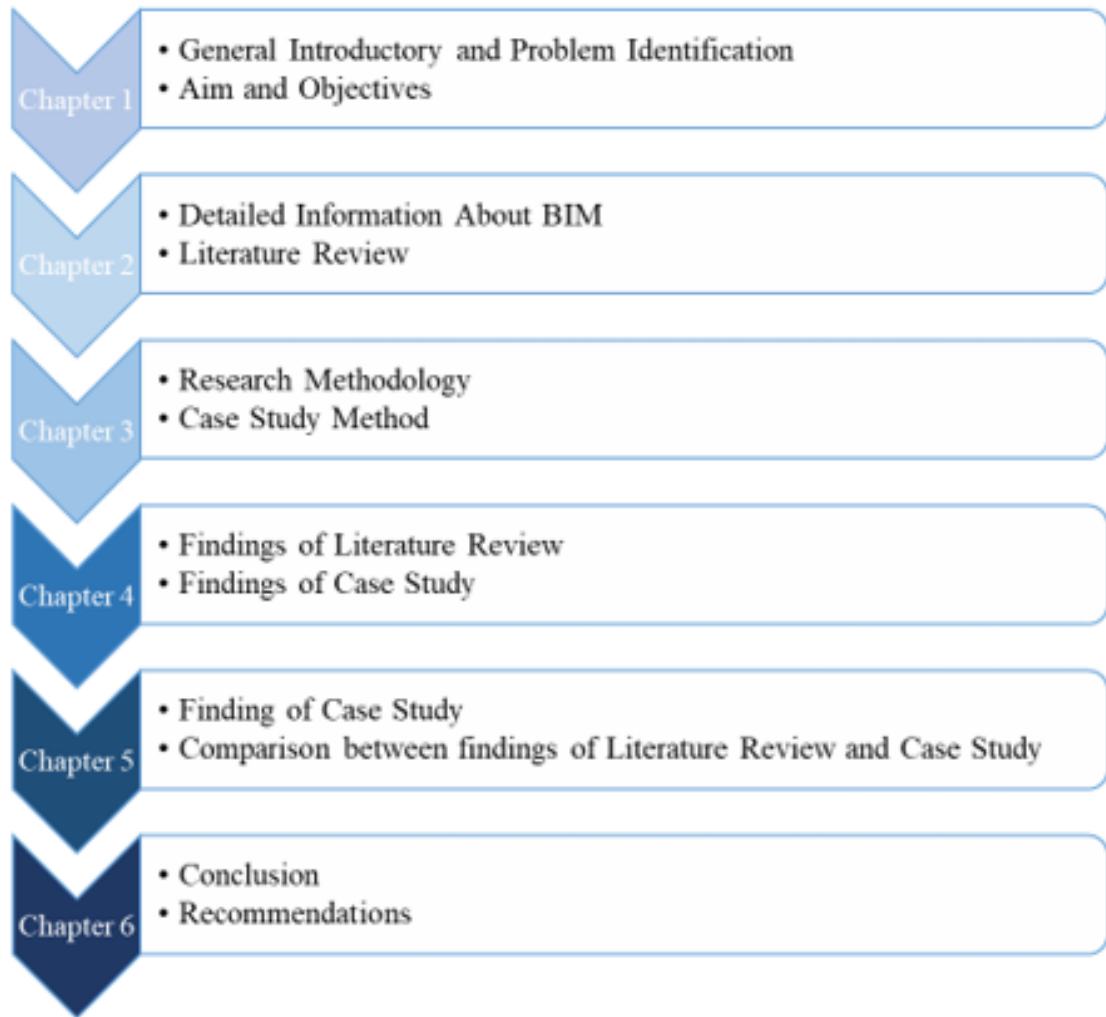 Chapter 1
• General Introductory and Problem Identification
• Aim and Objectives
Chapter 2
• Detailed Information About BIM
• Literature Review
Chapter 3
• Research Methodology
• Case Study Method
Chapter 4
• Findings of Literature Review
• Findings of Case Study
Chapter 5
• Finding of Case Study
• Comparison between findings of Literature Review and Case Study
Chapter 6
• Conclusion
• Recommendations